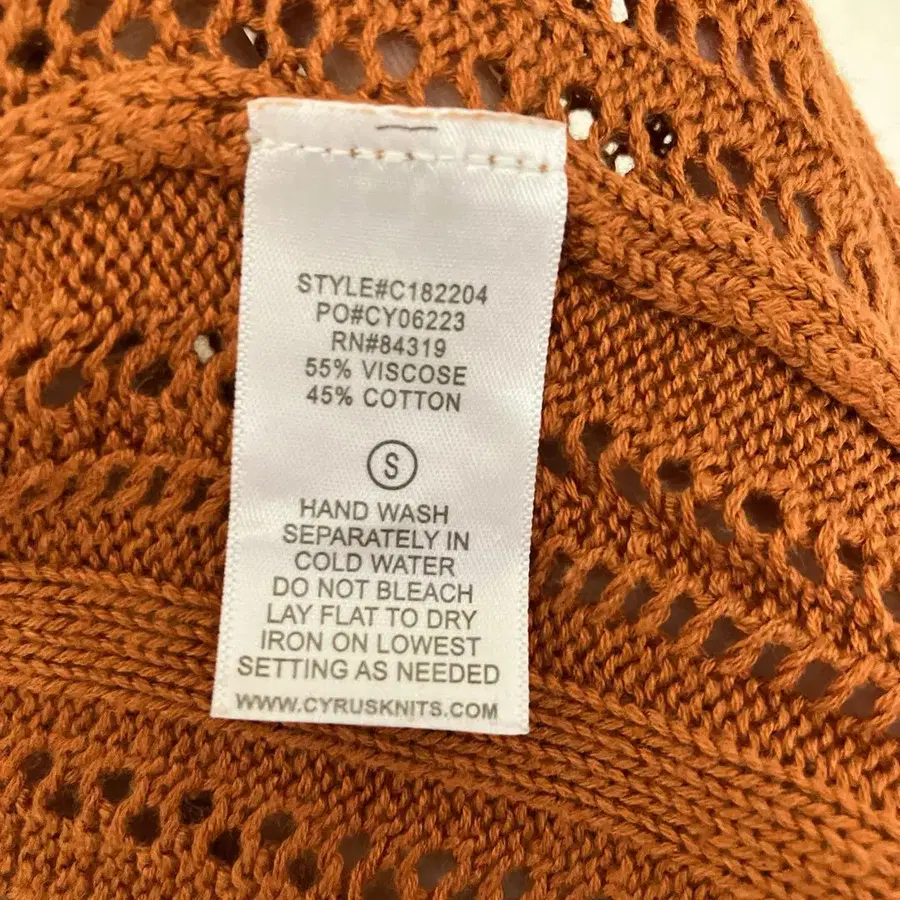 STYLE#C182204
PO#CY06223
RN#84319
55% VISCOSE
45% COTTON
S
HAND WASH
SEPARATELY IN
COLD WATER
DO NOT BLEACH
LAY FLAT TO DRY
IRON ON LOWEST
SETTING AS NEEDED
WWW.CYRUSKNITS.COM